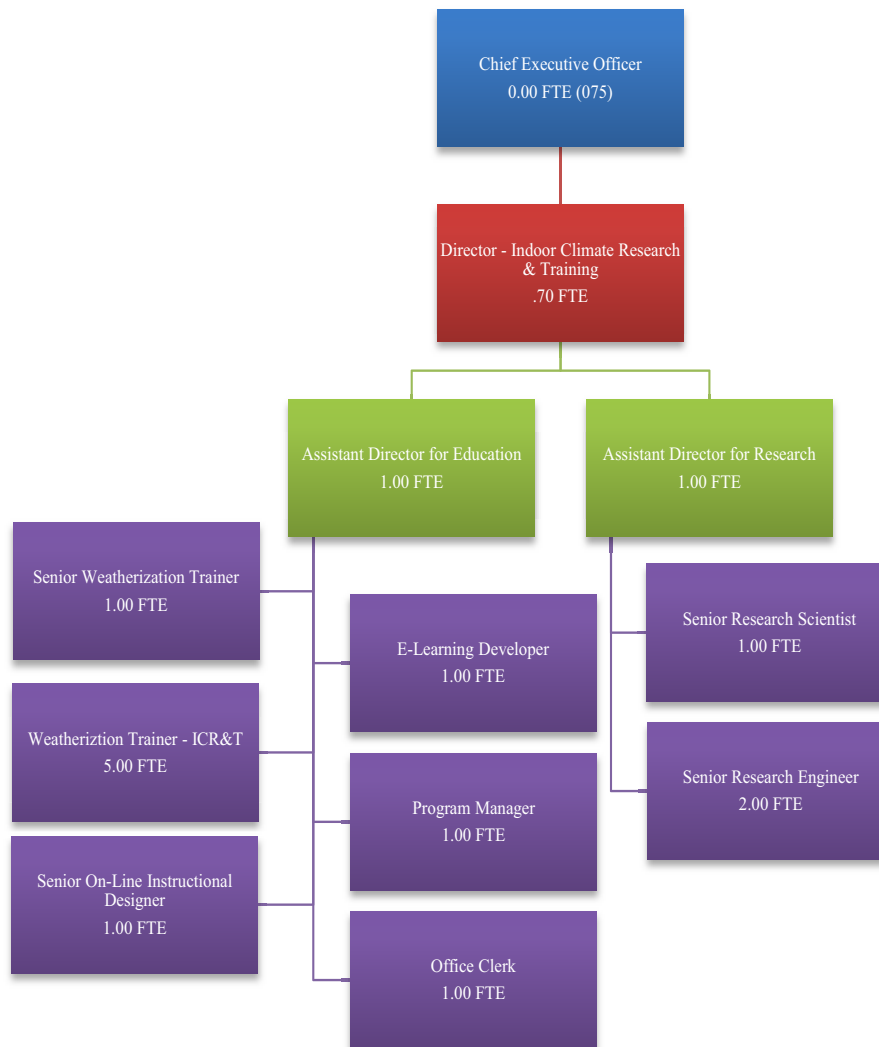 Chief Executive Officer
0.00 FTE (075)
Director - Indoor Climate Research
& Training
.70 FTE
Assistant Director for Education
1.00 FTE
Assistant Director for Research
1.00 FTE
Senior Weatherization Trainer
1.00 FTE
Weatheriztion Trainer - ICR&T
5.00 FTE
Senior On-Line Instructional
Designer
1.00 FTE
E-Learning Developer
1.00 FTE
Program Manager
1.00 FTE
Office Clerk
1.00 FTE
Senior Research Scientist
1.00 FTE
Senior Research Engineer
2.00 FTE